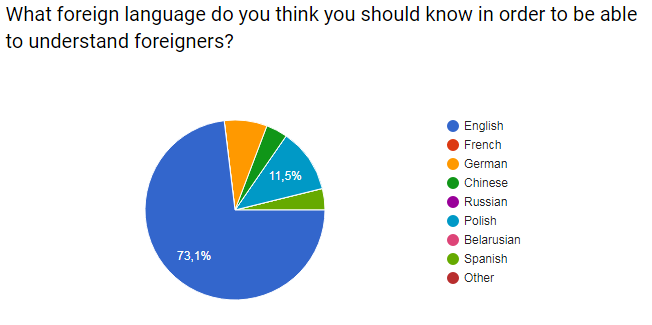 What foreign language do you think you should know in order to be able
to understand foreigners?
11,5%
73,1%
English
French
German
Chinese
Russian
Polish
Belarusian
Spanish
Other